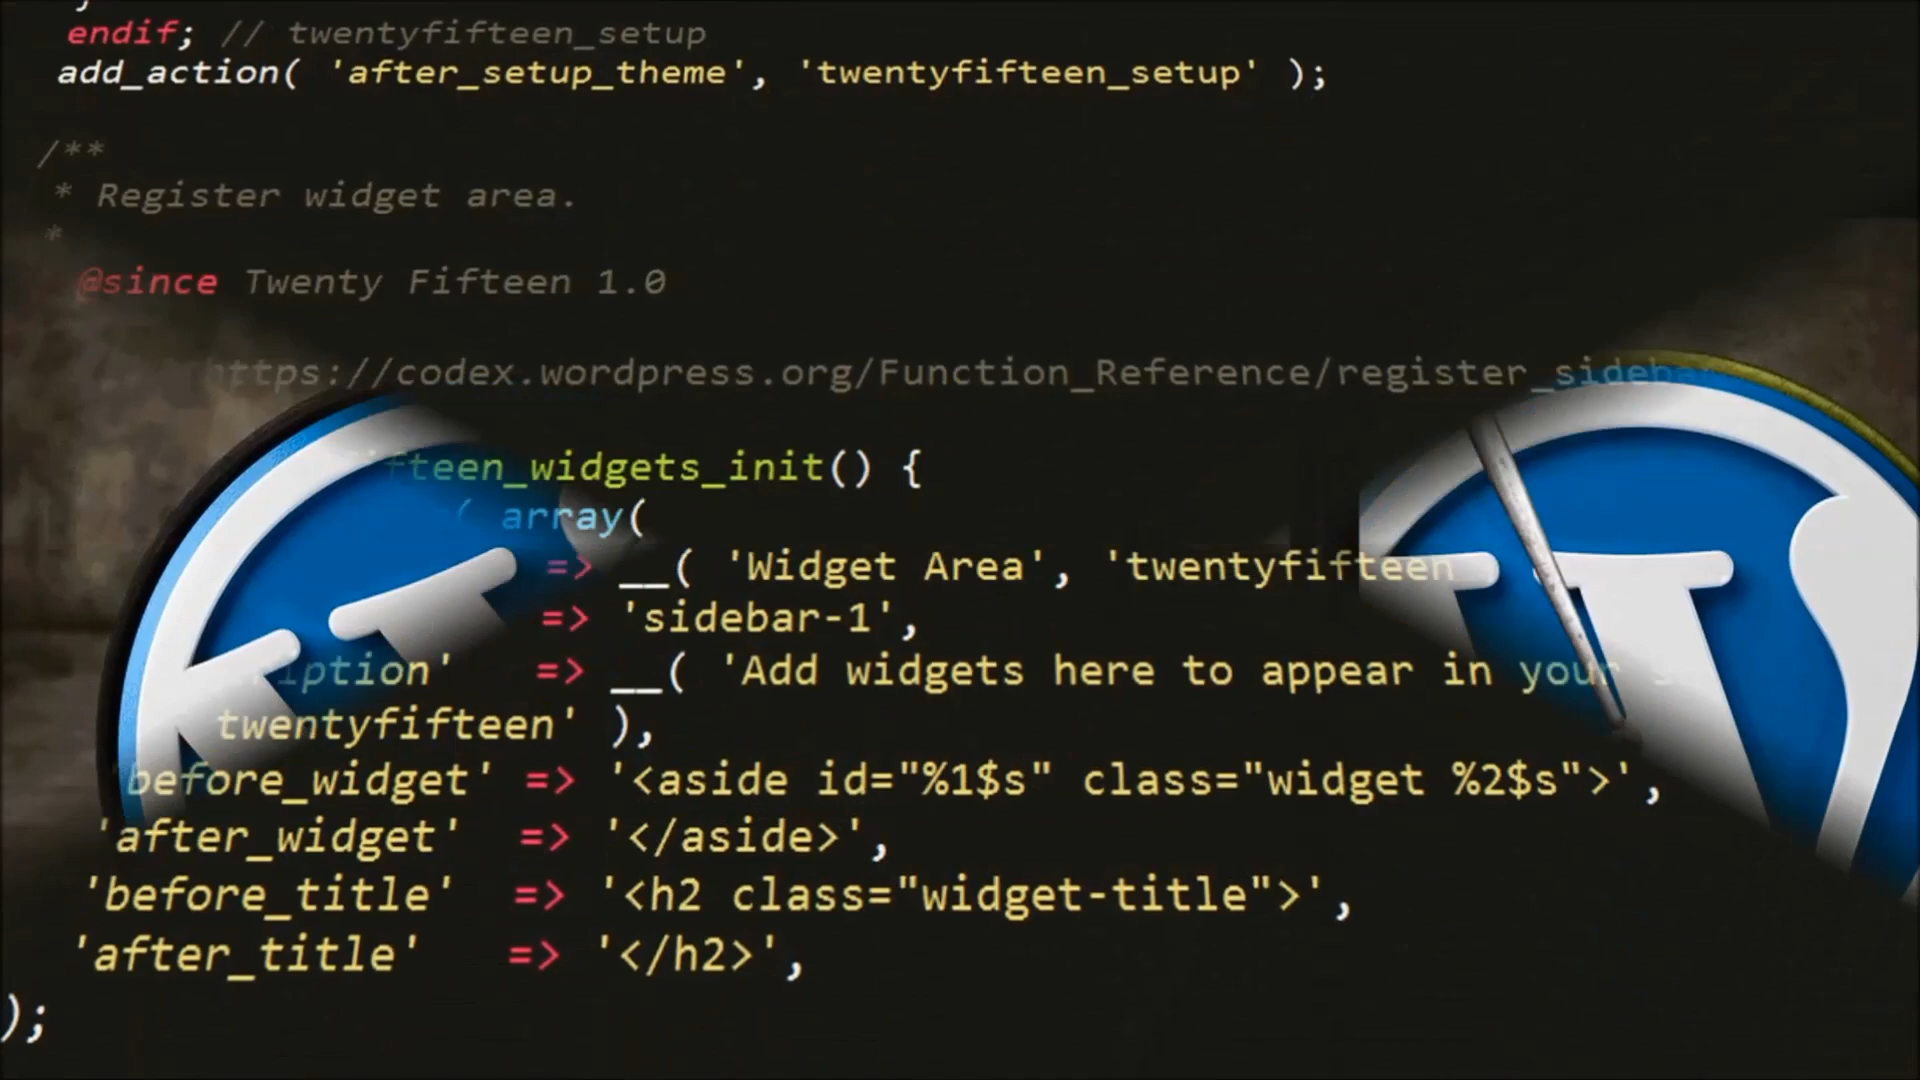 endif; // twentyfifteen_setup
add_action( 'after_setup_theme', 'twentyfifteen_setup' );
/**
* Register widget area.
*
@since Twenty Fifteen 1.0
https://codex.wordpress.org/Function_Reference/register_sideba
fifteen_widgets_init() {
( array(
=> __( 'Widget Area', 'twentyfifteen
=> 'sidebar-1',
iption' => __( 'Add widgets here to appear in your
twentyfifteen' ),
'before_widget' => '<aside id="%1$s" class="widget %2$s">',
'after_widget' => '</aside>',
'before_title' => '<h2 class="widget-title">',
'after_title' => '</h2>',
);